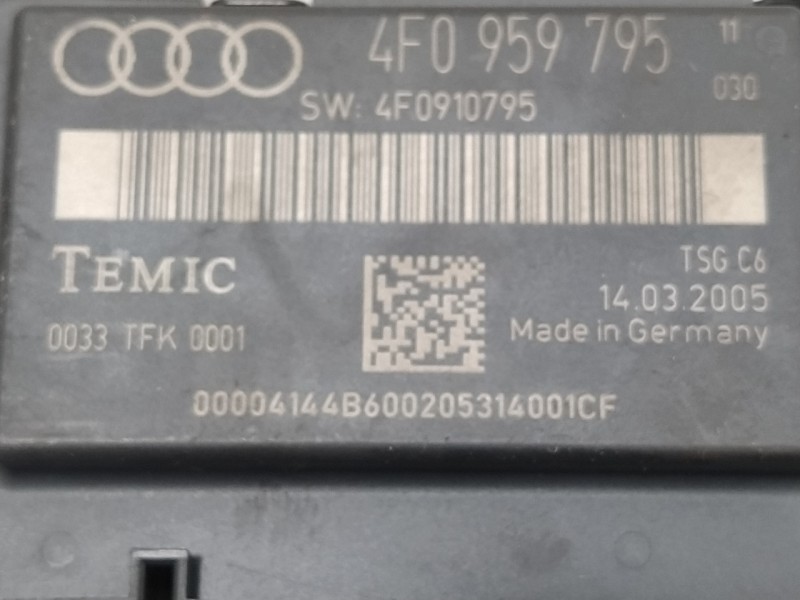 4F0 959 795 11
030
SW: 4F0910795
TEMIC
TSG C6
14.03.2005
0033 TFK 0001
Made in Germany
00004144B600205314001CF